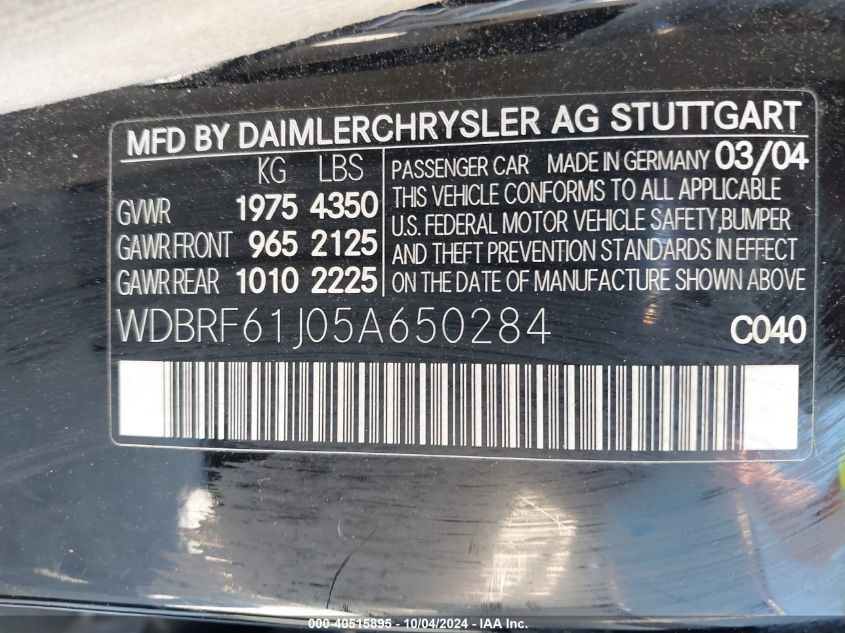 MFD BY DAIMLERCHRYSLER AG STUTTGART
KG LBS
GVWR 1975 4350
GAWR FRONT 965 2125
GAWR REAR 1010 2225
PASSENGER CAR MADE IN GERMANY 03/04
THIS VEHICLE CONFORMS TO ALL APPLICABLE
U.S. FEDERAL MOTOR VEHICLE SAFETY,BUMPER
AND THEFT PREVENTION STANDARDS IN EFFECT
ON THE DATE OF MANUFACTURE SHOWN ABOVE
WDBRF61J05A650284 C040
000-40515895 - 10/04/2024 - IAA Inc.